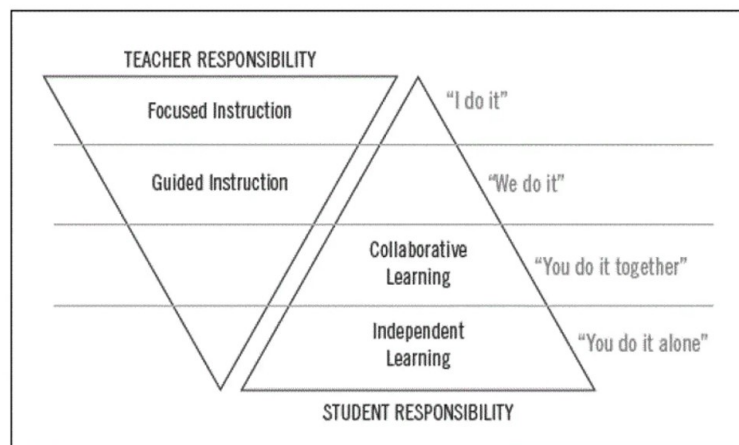 TEACHER RESPONSIBILITY
Focused Instruction
“I do it”
Guided Instruction
“We do it”
Collaborative
Learning
“You do it together”
Independent
Learning
“You do it alone”
STUDENT RESPONSIBILITY